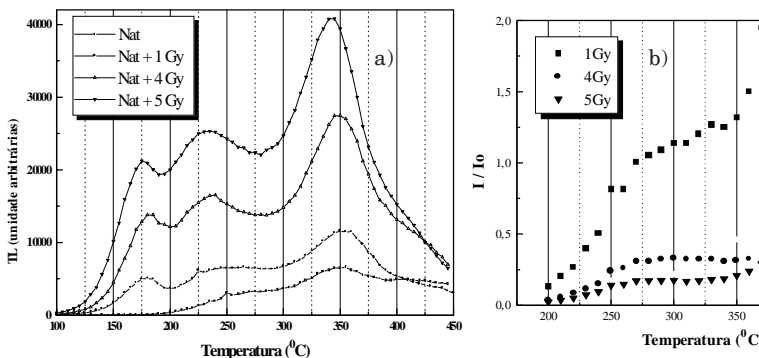 TL (unidade arbitrárias)
40000
30000
20000
10000
0
Nat
Nat + 1 Gy
Nat + 4 Gy
Nat + 5 Gy
a)
100 150 200 250 300 350 400 450
Temperatura (⁰C)
I / Io
2,0
1,5
1,0
0,5
0,0
1Gy
4Gy
5Gy
b)
200 250 300 350
Temperatura (⁰C